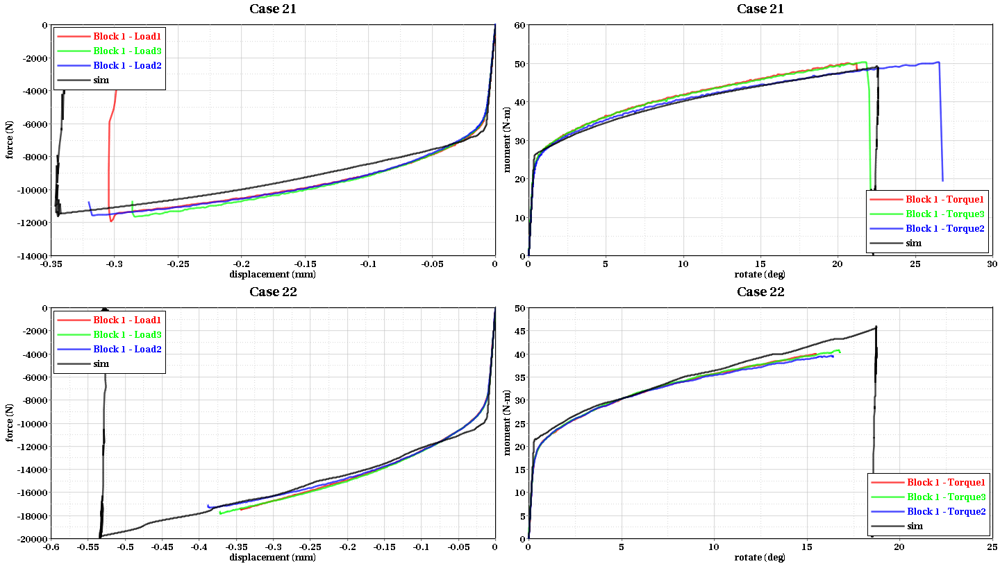 Case 21
0
-2000
-4000
-6000
-8000
-10000
-12000
-14000
force (N)
Block 1 - Load1
Block 1 - Load3
Block 1 - Load2
sim
-0.35 -0.3 -0.25 -0.2 -0.15 -0.1 -0.05 0
displacement (mm)
Case 21
60
50
40
30
20
10
0
moment (N-m)
Block 1 - Torque1
Block 1 - Torque3
Block 1 - Torque2
sim
0 5 10 15 20 25 30
rotate (deg)
Case 22
0
-2000
-4000
-6000
-8000
-10000
-12000
-14000
-16000
-18000
-20000
force (N)
Block 1 - Load1
Block 1 - Load3
Block 1 - Load2
sim
-0.6 -0.55 -0.5 -0.45 -0.4 -0.35 -0.3 -0.25 -0.2 -0.15 -0.1 -0.05 0
displacement (mm)
Case 22
50
45
40
35
30
25
20
15
10
5
0
moment (N-m)
Block 1 - Torque1
Block 1 - Torque3
Block 1 - Torque2
sim
0 5 10 15 20 25
rotate (deg)